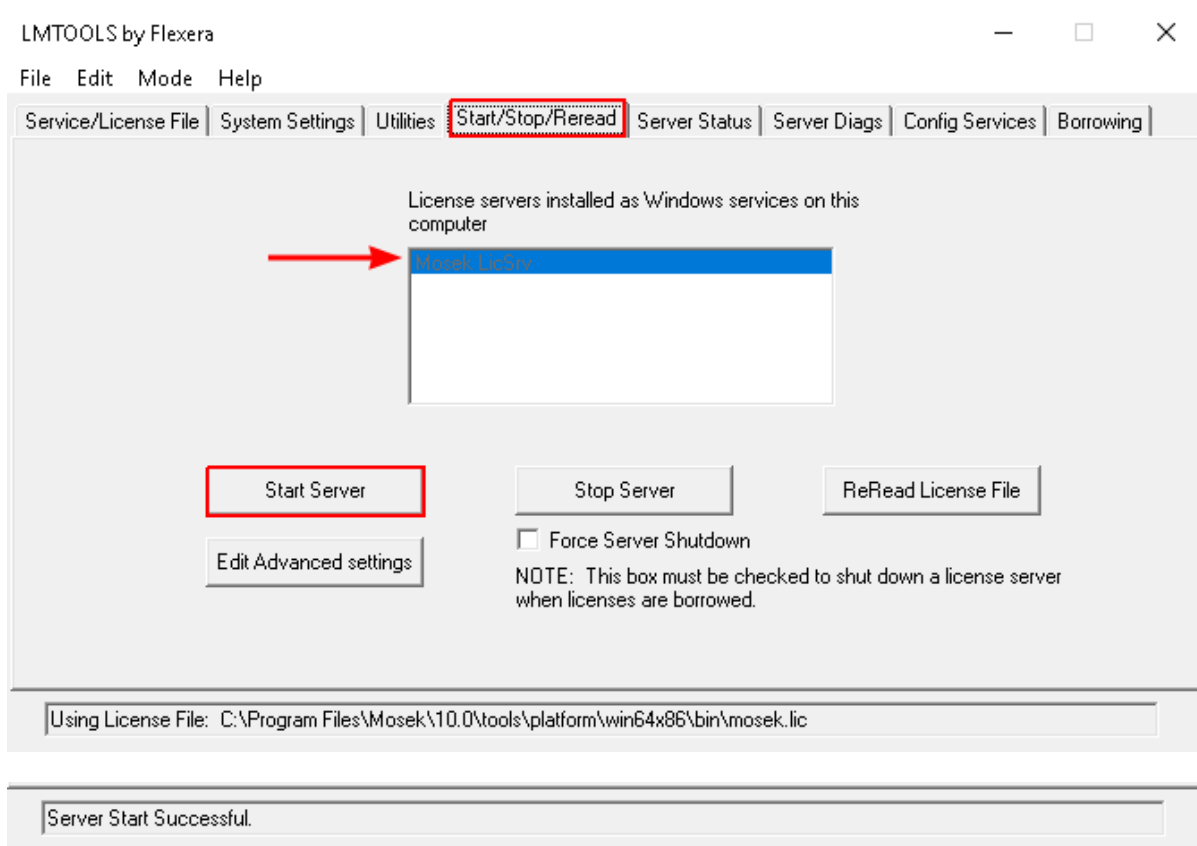 LMTOOLS by Flexera
File Edit Mode Help
Service/License File System Settings Utilities Start/Stop/Reread Server Status Server Diags Config Services Borrowing
License servers installed as Windows services on this
computer
Mosek LicSrv
Start Server Stop Server ReRead License File
Edit Advanced settings
Force Server Shutdown
NOTE: This box must be checked to shut down a license server
when licenses are borrowed.
Using License File: C:\Program Files\Mosek\10.0\tools\platform\win64x86\bin\mosek.lic
Server Start Successful.